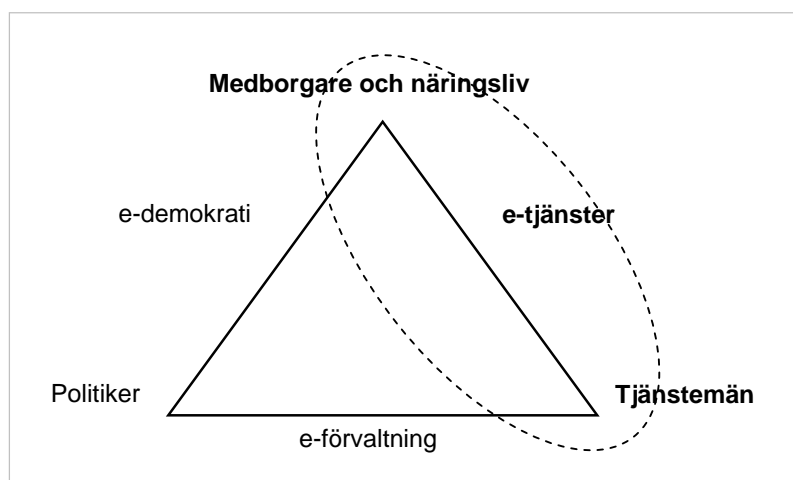 Medborgare och näringsliv
e-demokrati
e-tjänster
Politiker
Tjänstemän
e-förvaltning